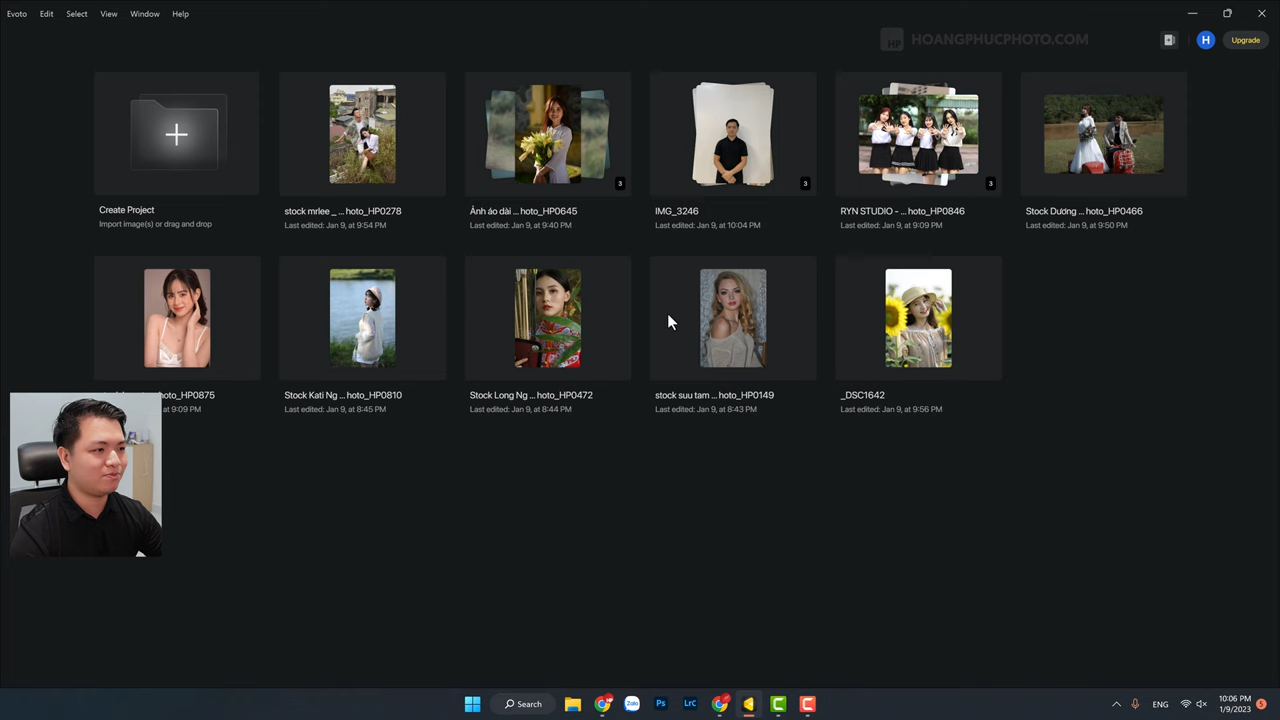 Evoto Edit Select View Window Help
HP HOANGPHUCPHOTO.COM
H Upgrade
3
3
3
Create Project
Import image(s) or drag and drop
stock mrlee _ ... hoto_HP0278
Last edited: Jan 9, at 9:54 PM
Ảnh áo dài ... hoto_HP0645
Last edited: Jan 9, at 9:40 PM
IMG_3246
Last edited: Jan 9, at 10:04 PM
RYN STUDIO - ... hoto_HP0846
Last edited: Jan 9, at 9:09 PM
Stock Dương ... hoto_HP0466
Last edited: Jan 9, at 9:50 PM
hoto_HP0875
at 9:09 PM
Stock Kati Ng ... hoto_HP0810
Last edited: Jan 9, at 8:45 PM
Stock Long Ng ... hoto_HP0472
Last edited: Jan 9, at 8:44 PM
stock suu tam ... hoto_HP0149
Last edited: Jan 9, at 8:43 PM
_DSC1642
Last edited: Jan 9, at 9:56 PM
Search
Zalo
Ps
LrC
ENG
10:06 PM
1/9/2023
5